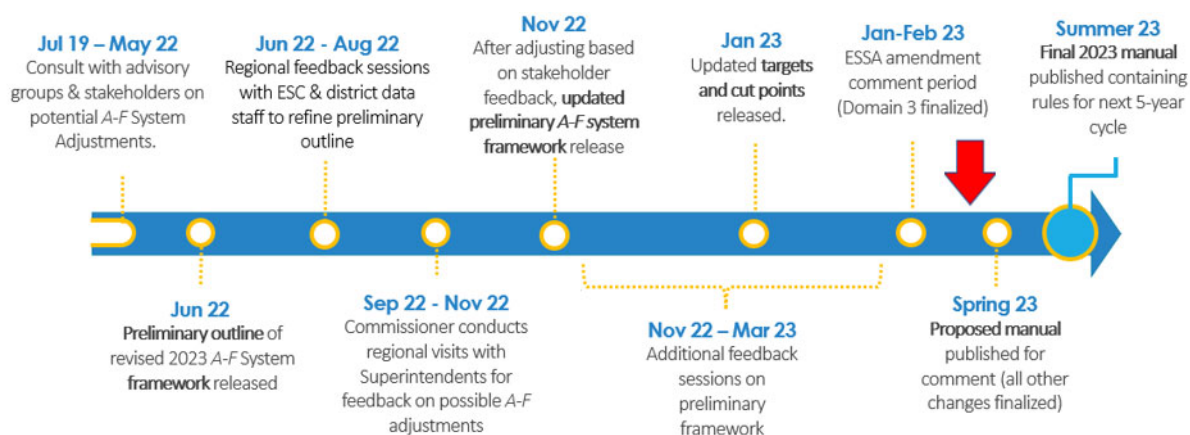 Jul 19 – May 22
Consult with advisory
groups & stakeholders on
potential A-F System
Adjustments.
Jun 22 - Aug 22
Regional feedback sessions
with ESC & district data
staff to refine preliminary
outline
Nov 22
After adjusting based
on stakeholder
feedback, updated
preliminary A-F system
framework release
Jan 23
Updated targets
and cut points
released.
Jan-Feb 23
ESSA amendment
comment period
(Domain 3 finalized)
Summer 23
Final 2023 manual
published containing
rules for next 5-year
cycle
Jun 22
Preliminary outline of
revised 2023 A-F System
framework released
Sep 22 - Nov 22
Commissioner conducts
regional visits with
Superintendents for
feedback on possible A-F
adjustments
Nov 22 – Mar 23
Additional feedback
sessions on
preliminary
framework
Spring 23
Proposed manual
published for
comment (all other
changes finalized)